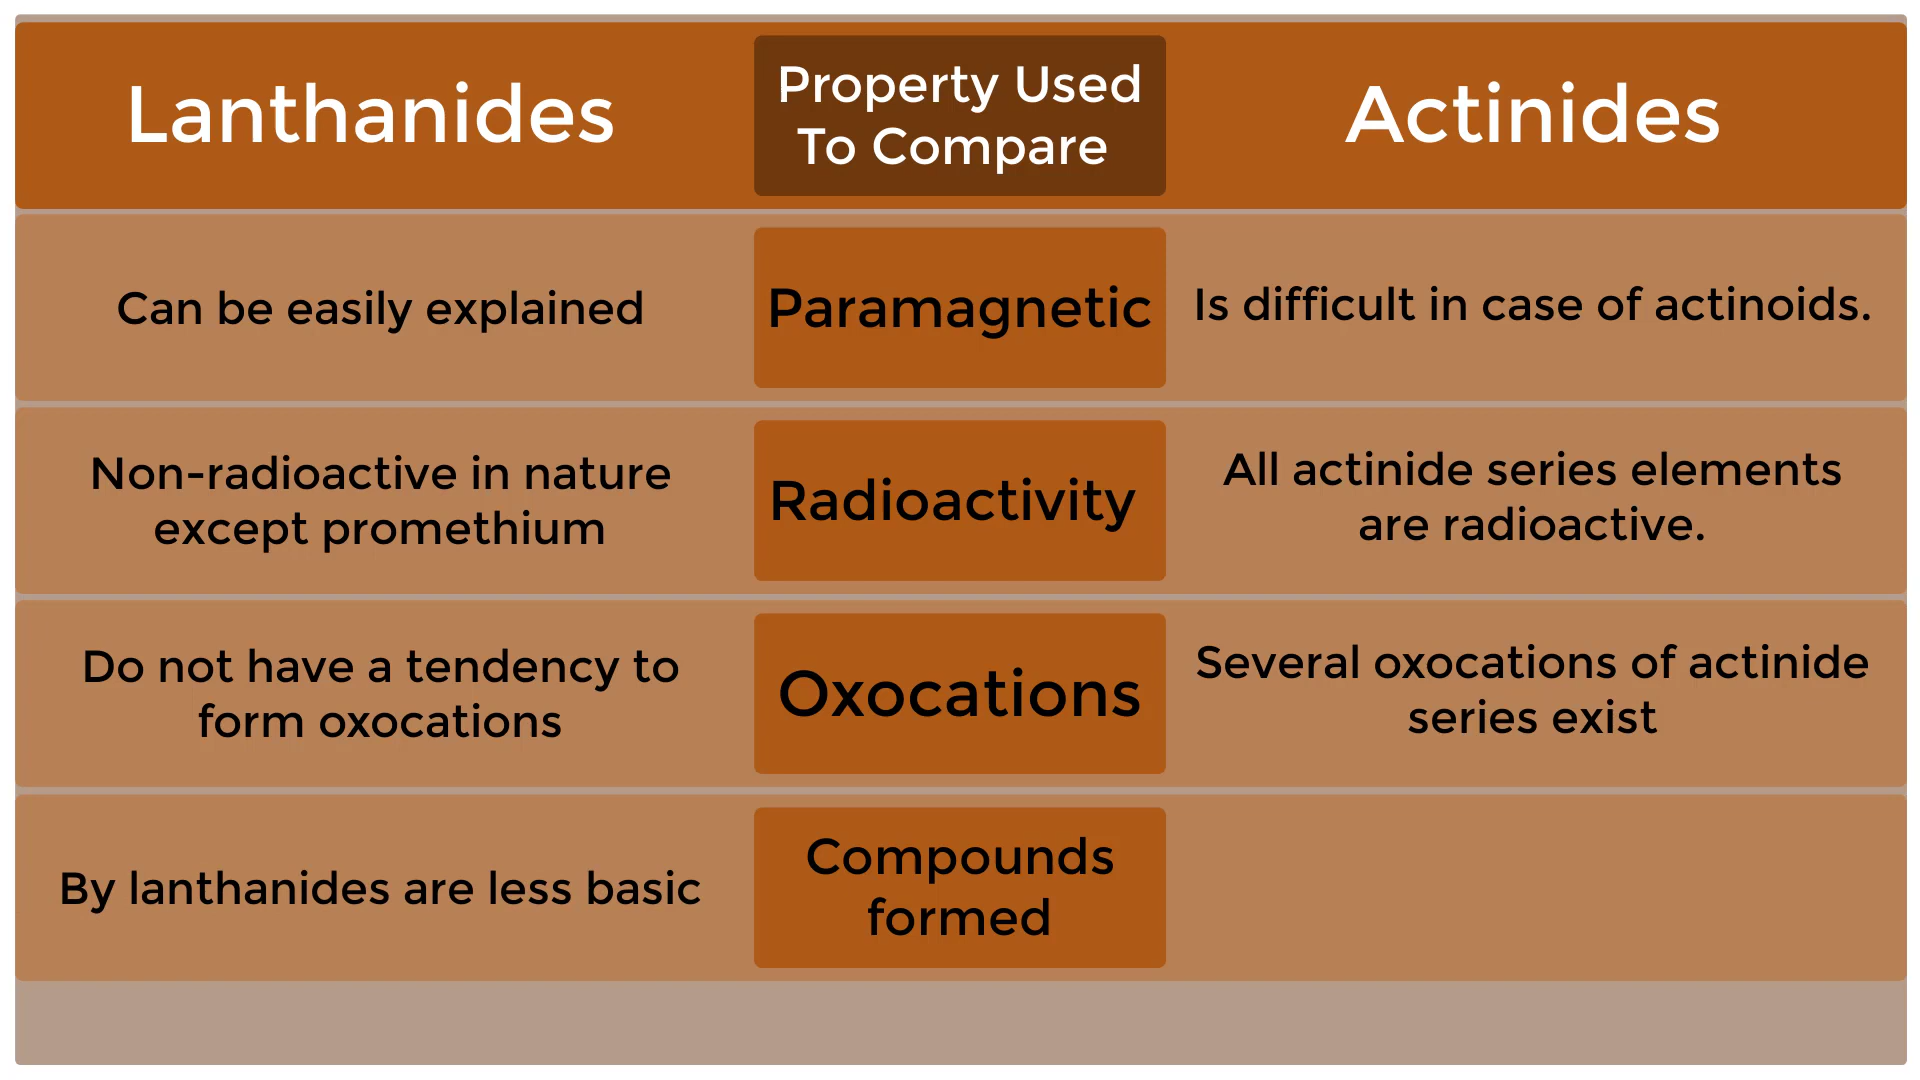 Lanthanides
Property Used
To Compare
Actinides
Can be easily explained
Paramagnetic
Is difficult in case of actinoids.
Non-radioactive in nature
except promethium
Radioactivity
All actinide series elements
are radioactive.
Do not have a tendency to
form oxocations
Oxocations
Several oxocations of actinide
series exist
By lanthanides are less basic
Compounds
formed